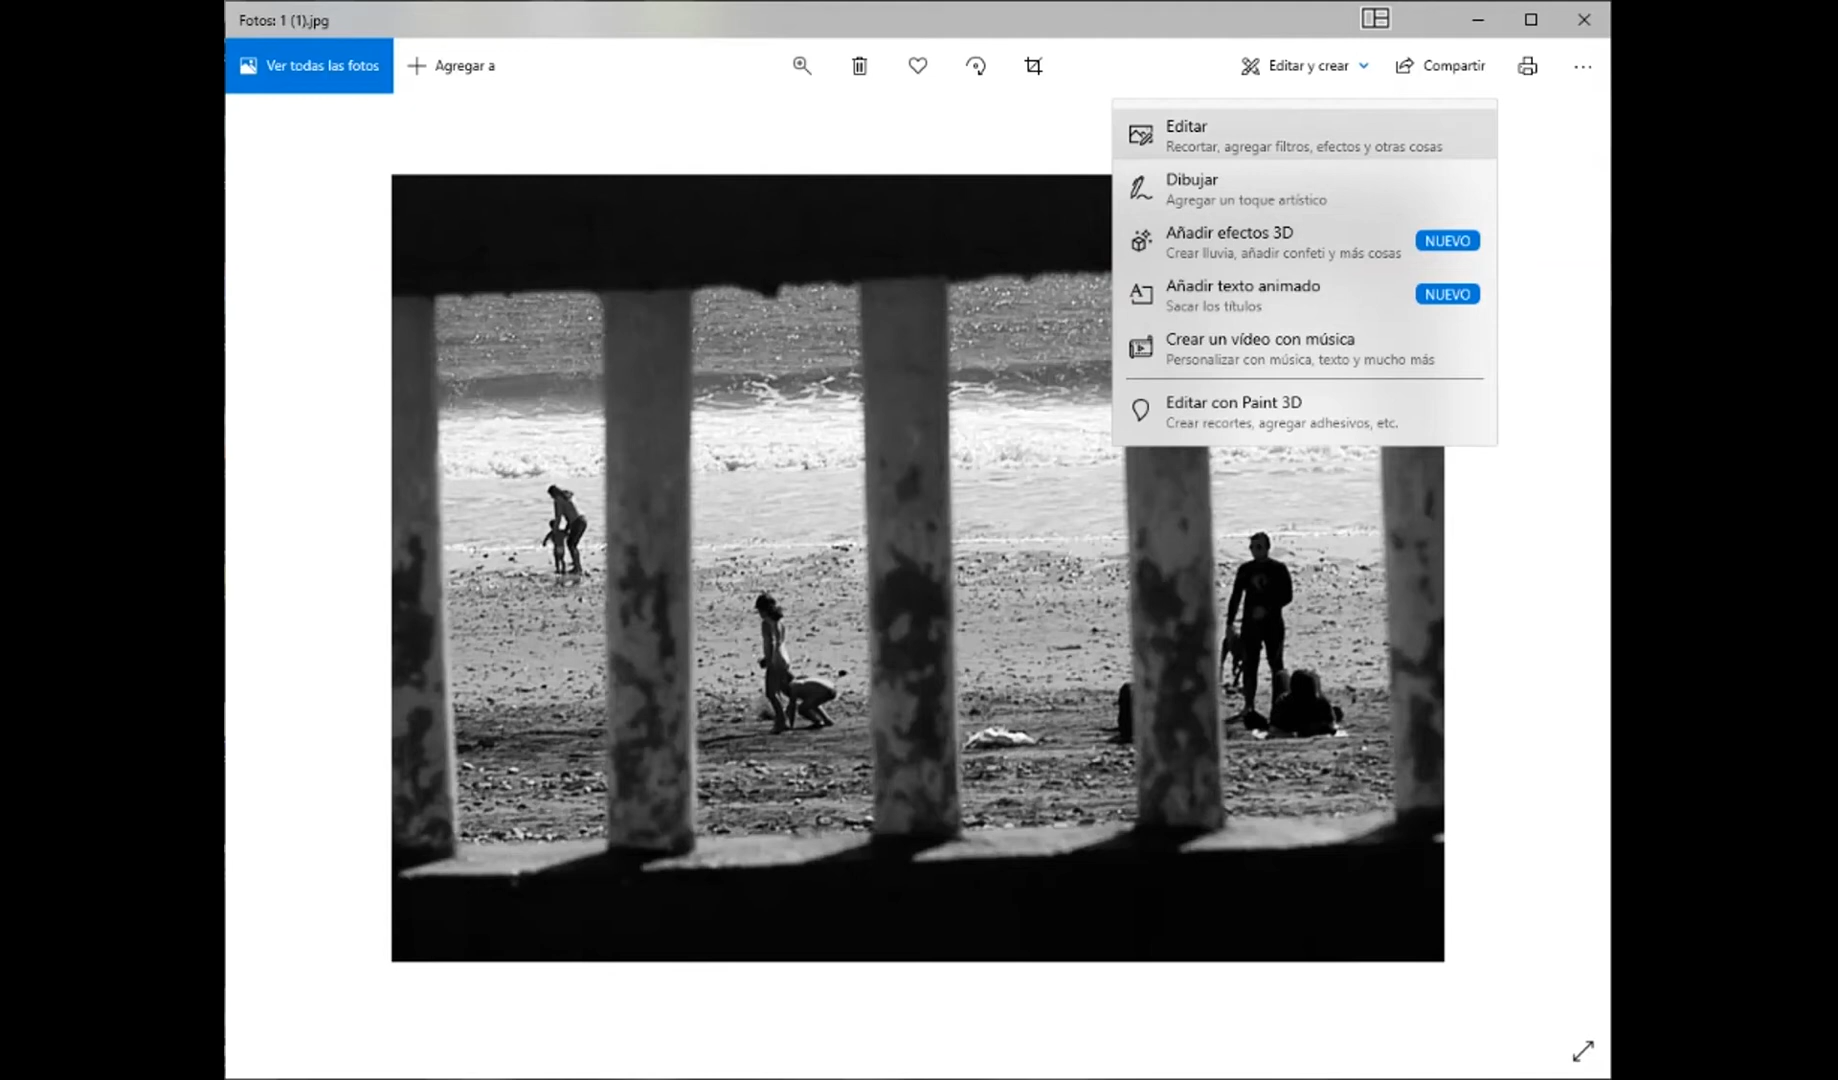 Fotos: 1 (1).jpg
Ver todas las fotos
Agregar a
Editar y crear
Compartir
Editar
Recortar, agregar filtros, efectos y otras cosas
Dibujar
Agregar un toque artístico
Añadir efectos 3D
Crear lluvia, añadir confeti y más cosas
NUEVO
Añadir texto animado
Sacar los títulos
NUEVO
Crear un vídeo con música
Personalizar con música, texto y mucho más
Editar con Paint 3D
Crear recortes, agregar adhesivos, etc.